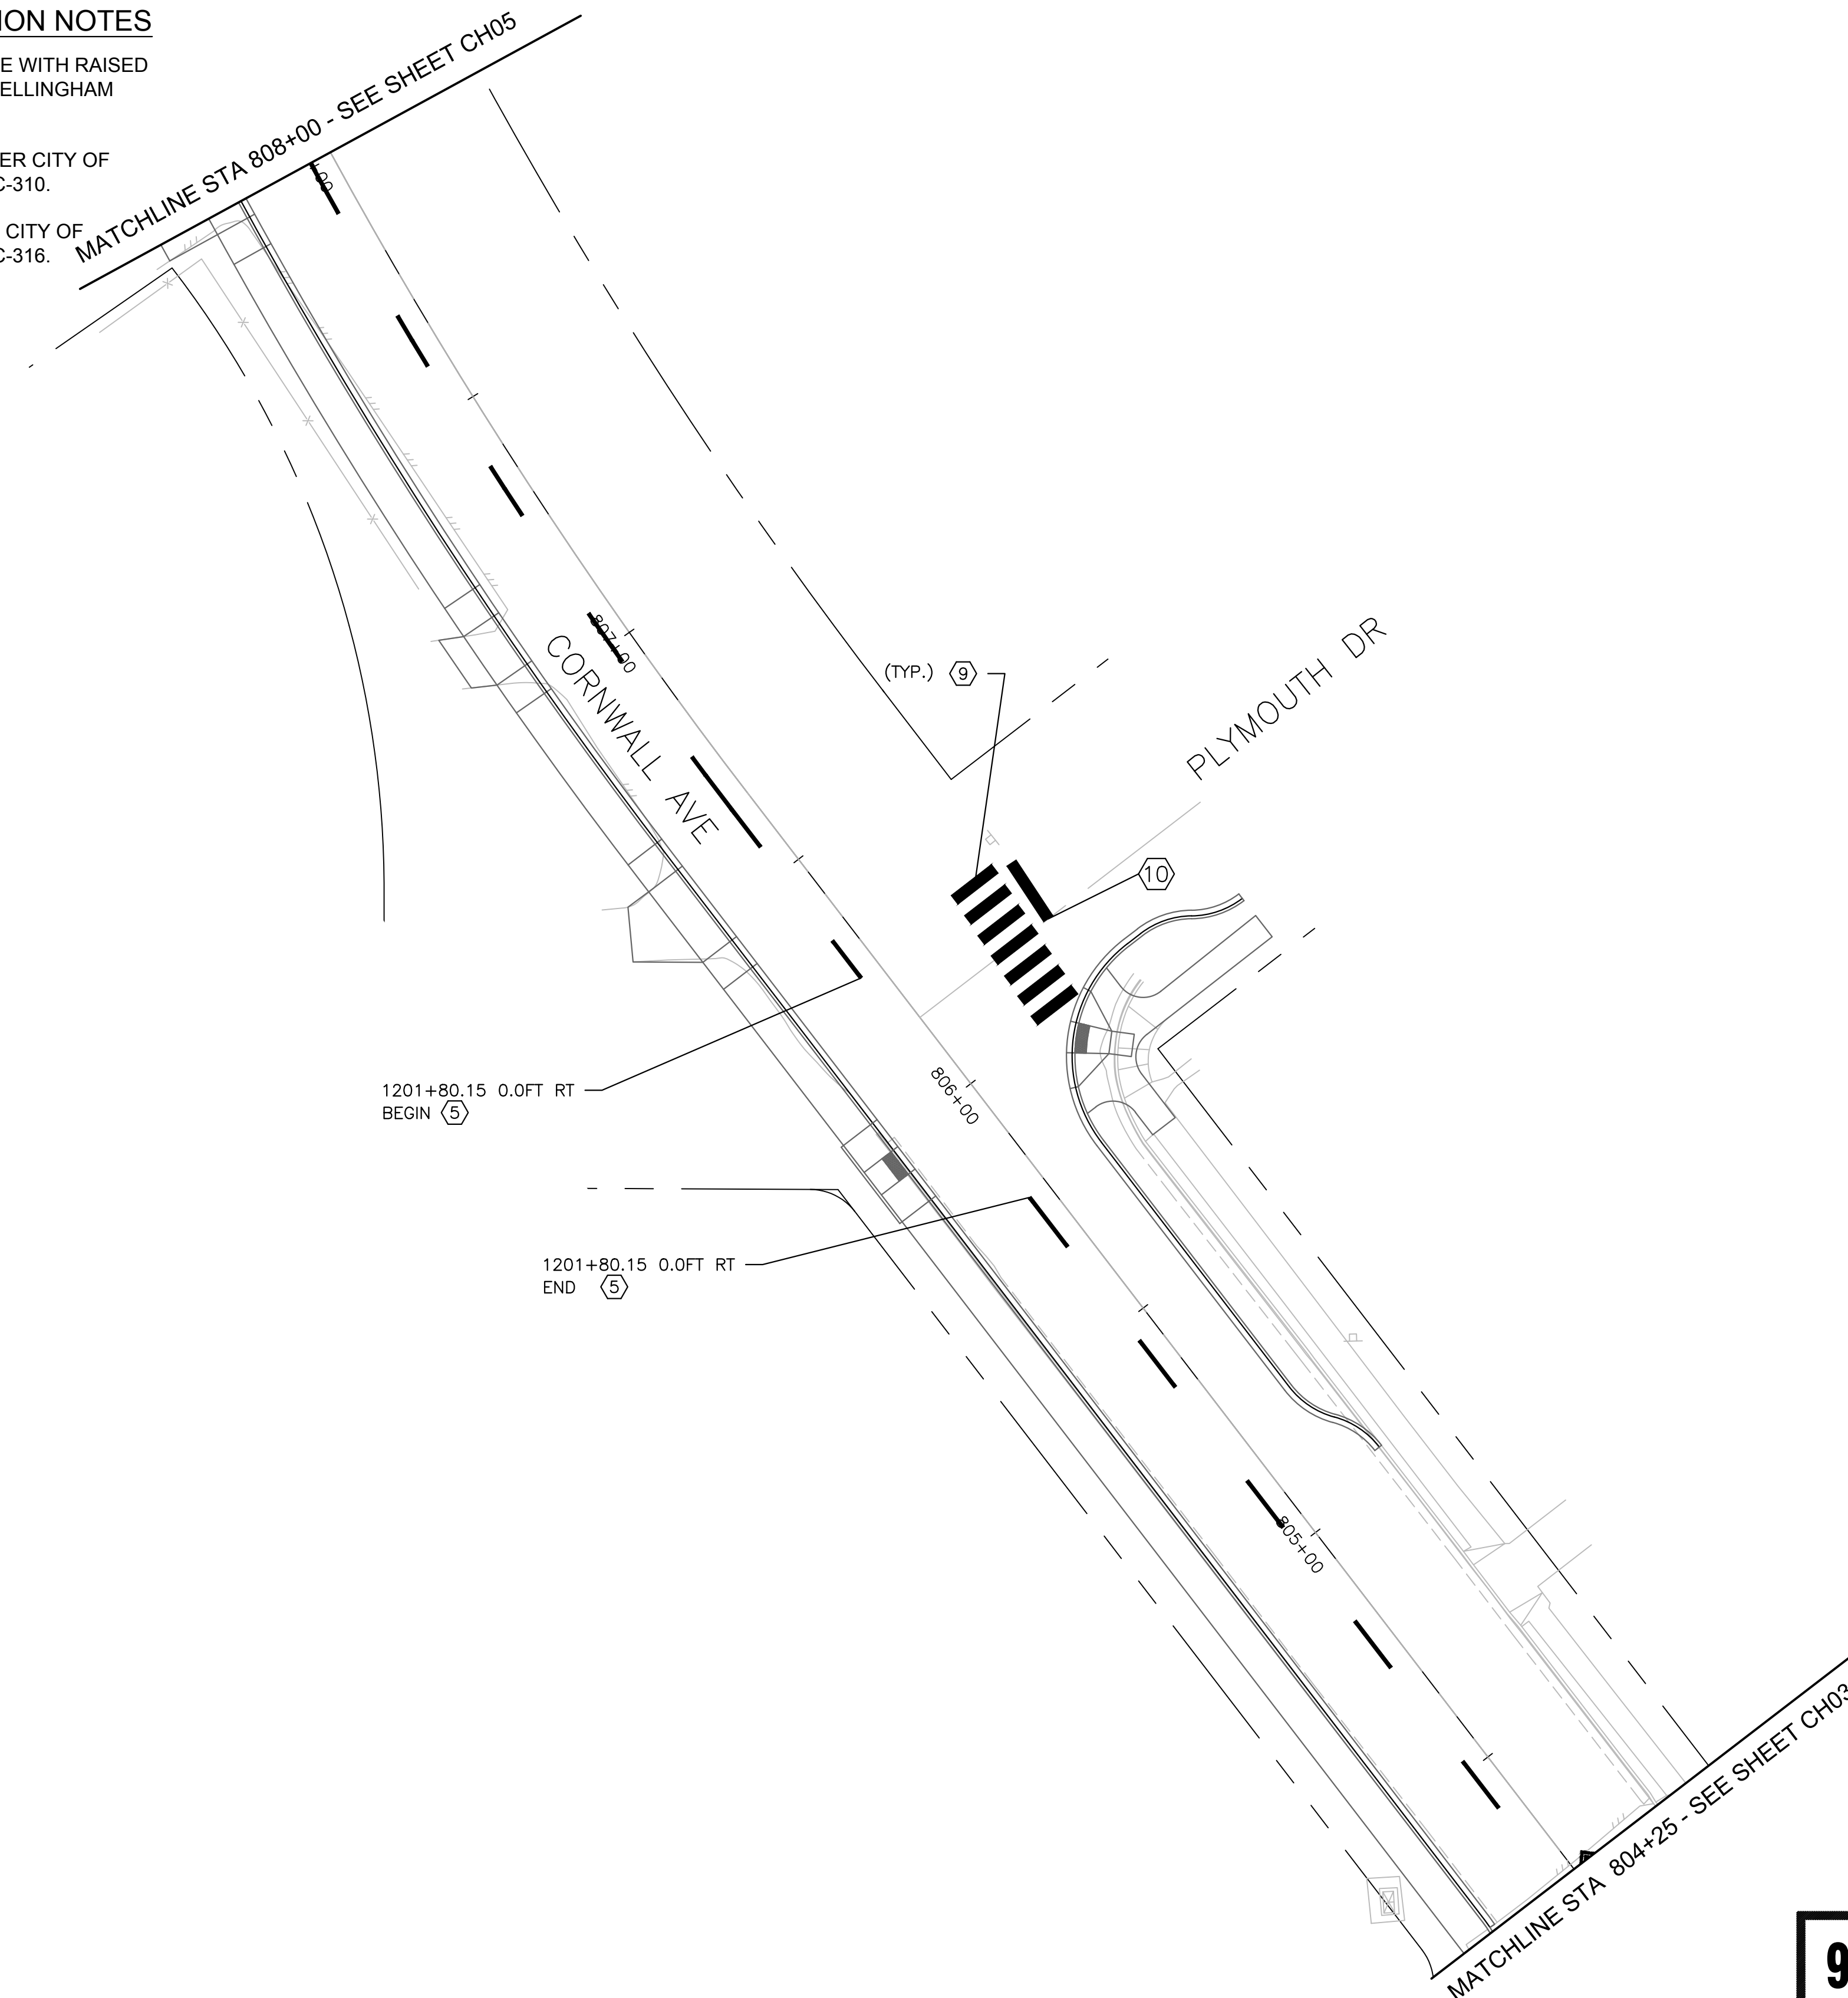 ION NOTES
E WITH RAISED
ELLINGHAM
ER CITY OF
C-310.
CITY OF
C-316.
MATCHLINE STA 808+00 - SEE SHEET CH05
807+00
CORNWALL AVE
(TYP.) 9
PLYMOUTH DR
10
806+00
1201+80.15 0.0FT RT
BEGIN 5
1201+80.15 0.0FT RT
END 5
805+00
MATCHLINE STA 804+25 - SEE SHEET CH03
9